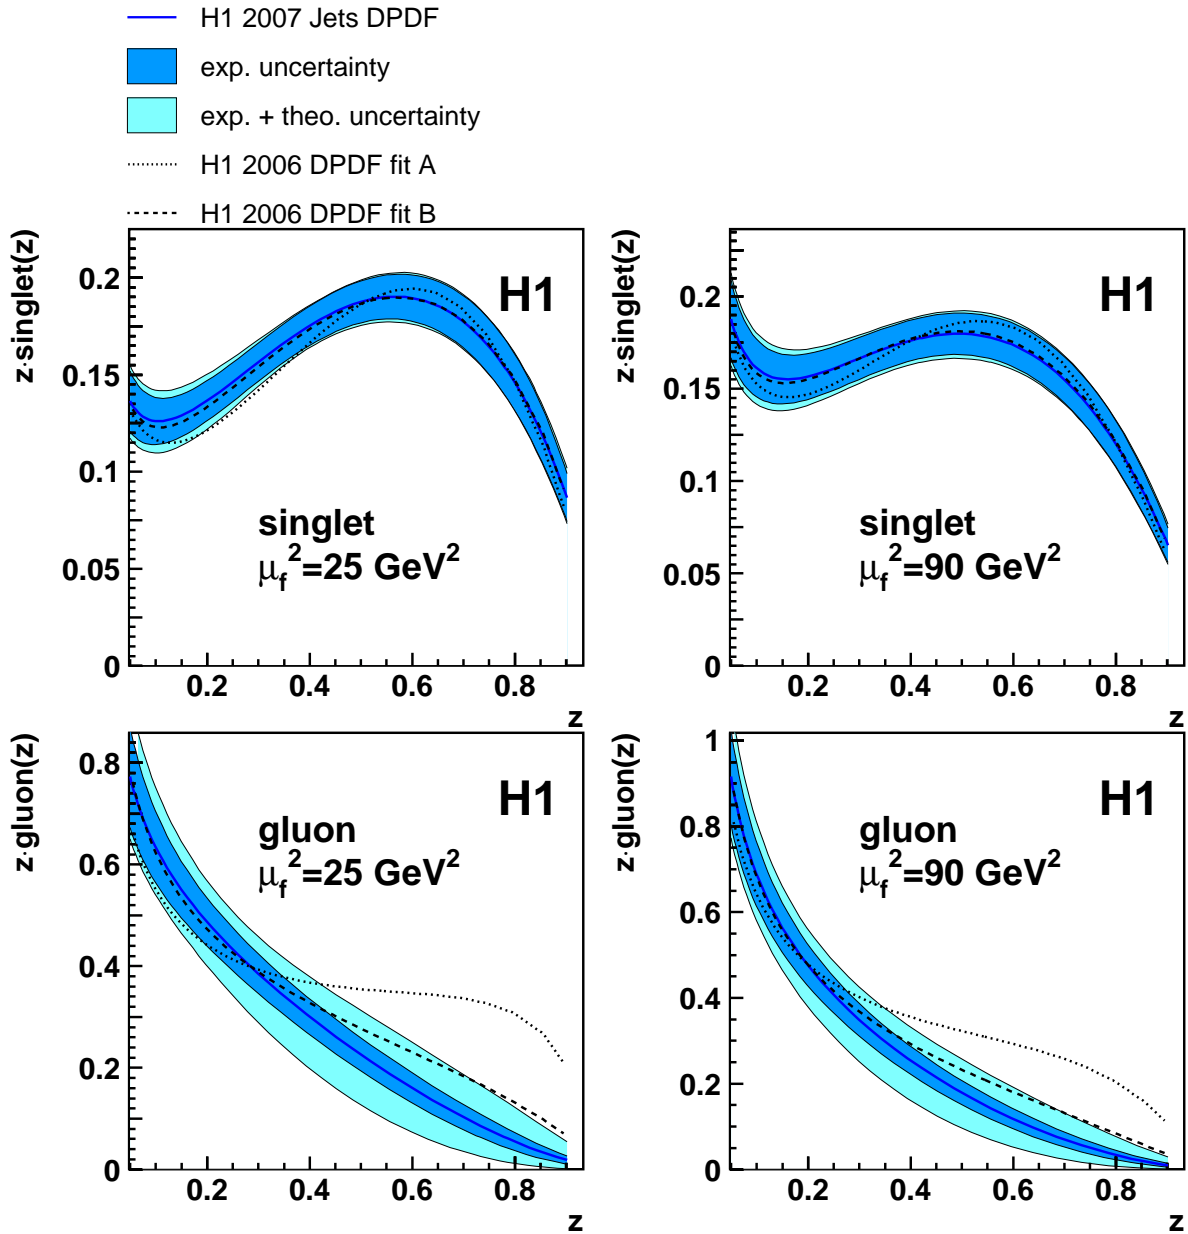 H1 2007 Jets DPDF
exp. uncertainty
exp. + theo. uncertainty
H1 2006 DPDF fit A
H1 2006 DPDF fit B
z·singlet(z)
0.2
0.15
0.1
0.05
0
H1
singlet
μf²=25 GeV²
0.2 0.4 0.6 0.8
z
z·singlet(z)
0.2
0.15
0.1
0.05
0
H1
singlet
μf²=90 GeV²
0.2 0.4 0.6 0.8
z
z·gluon(z)
0.8
0.6
0.4
0.2
0
H1
gluon
μf²=25 GeV²
0.2 0.4 0.6 0.8
z
z·gluon(z)
1
0.8
0.6
0.4
0.2
0
H1
gluon
μf²=90 GeV²
0.2 0.4 0.6 0.8
z